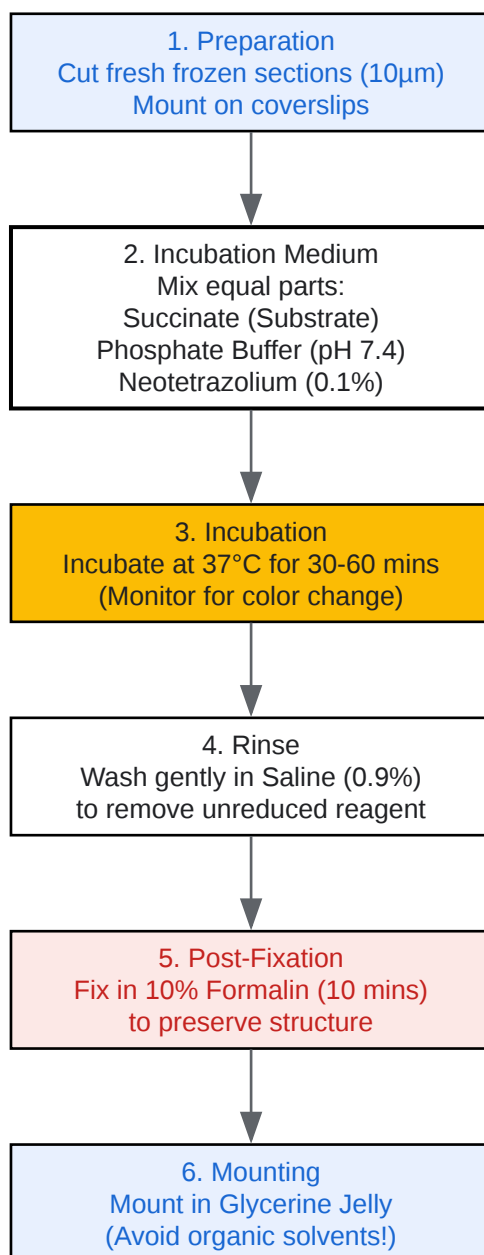 1. Preparation
Cut fresh frozen sections (10µm)
Mount on coverslips
2. Incubation Medium
Mix equal parts:
Succinate (Substrate)
Phosphate Buffer (pH 7.4)
Neotetrazolium (0.1%)
3. Incubation
Incubate at 37°C for 30-60 mins
(Monitor for color change)
4. Rinse
Wash gently in Saline (0.9%)
to remove unreduced reagent
5. Post-Fixation
Fix in 10% Formalin (10 mins)
to preserve structure
6. Mounting
Mount in Glycerine Jelly
(Avoid organic solvents!)